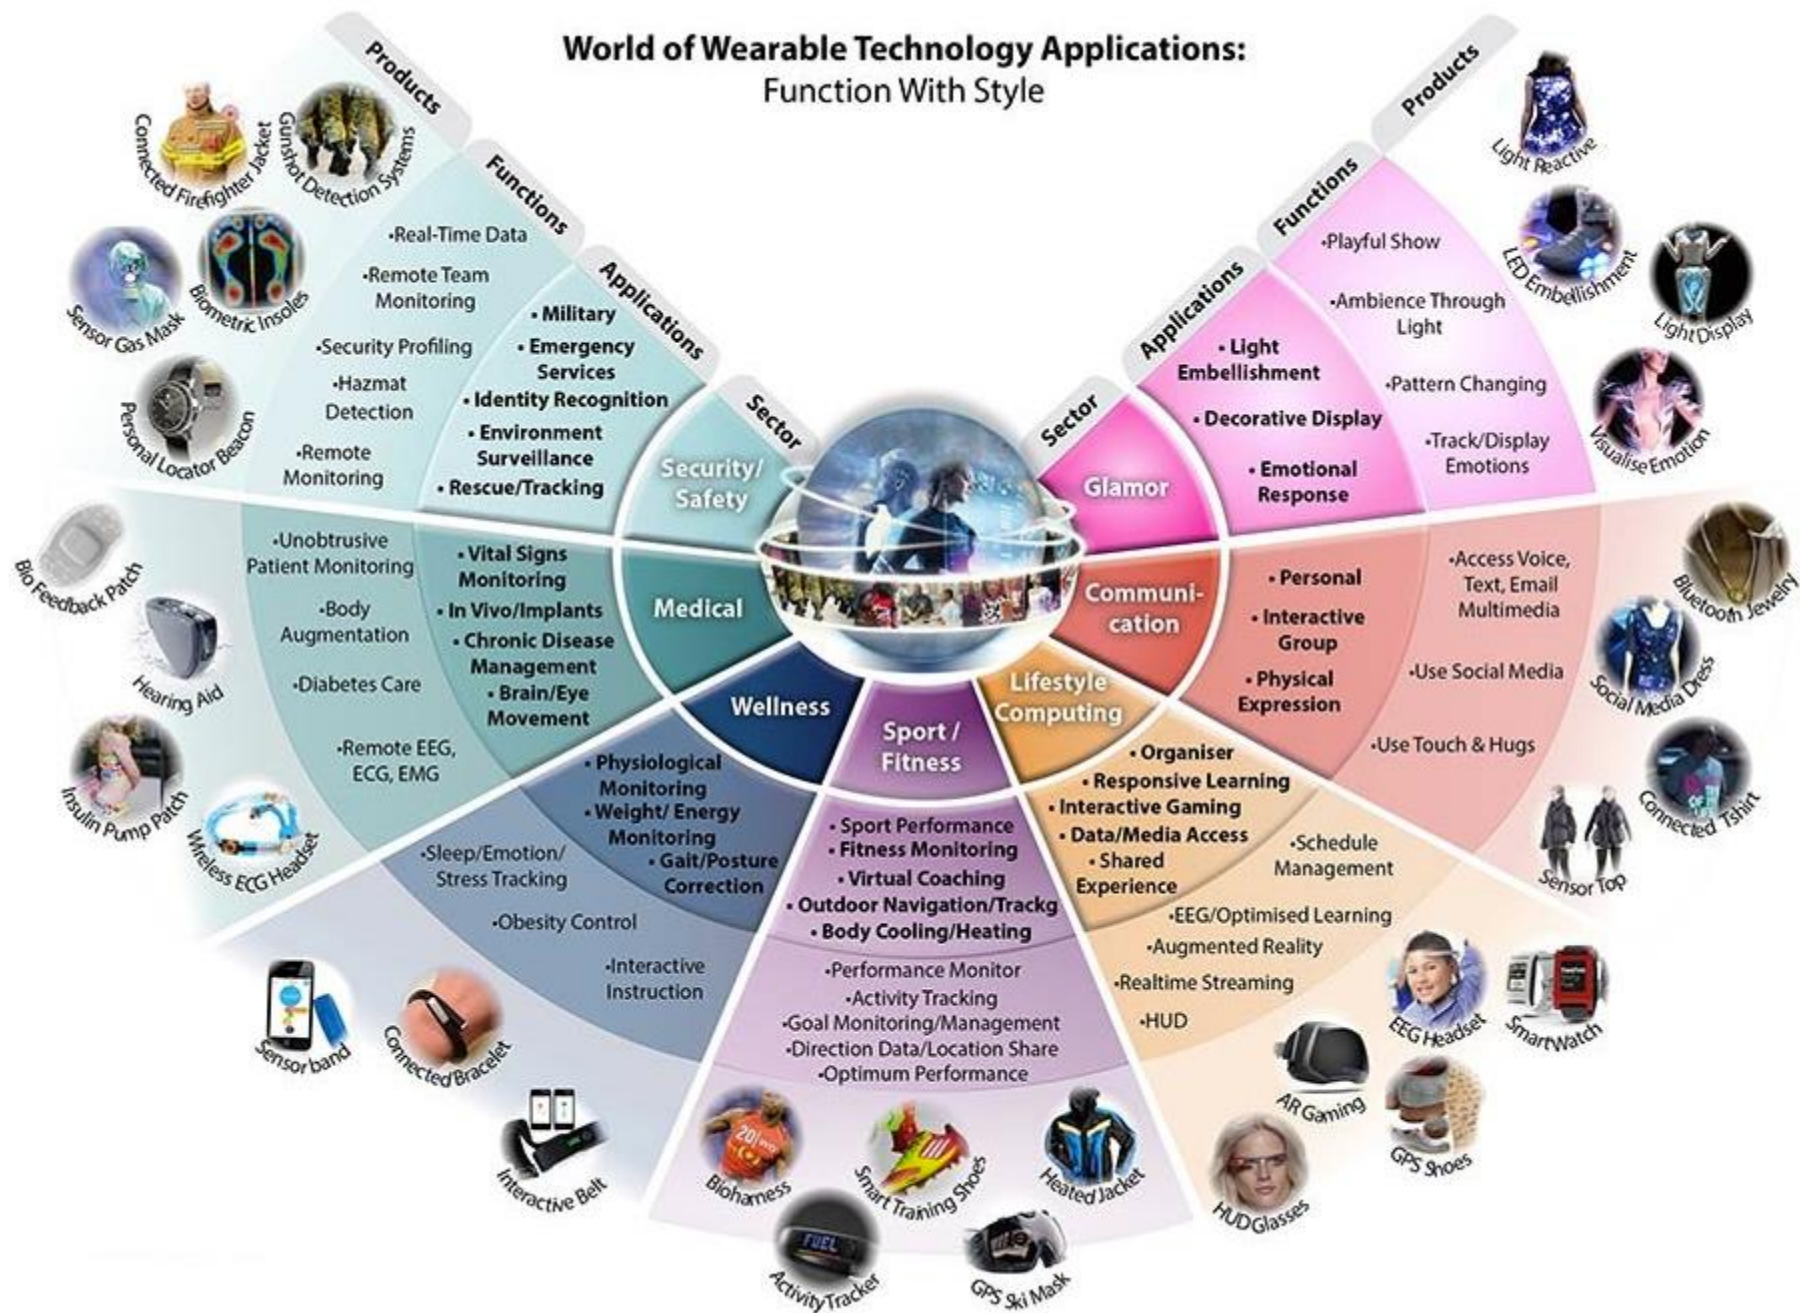 World of Wearable Technology Applications:
Function With Style
Products
Functions
Applications
Sector
Sector
Applications
Functions
Products
Security/
Safety
• Military
• Emergency
Services
• Identity Recognition
• Environment
Surveillance
• Rescue/Tracking
•Real-Time Data
•Remote Team
Monitoring
•Security Profiling
•Hazmat
Detection
•Remote
Monitoring
Connected Firefighter Jacket
Gunshot Detection Systems
Sensor Gas Mask
Biometric Insoles
Personal Locator Beacon
Medical
• Vital Signs
Monitoring
• In Vivo/Implants
• Chronic Disease
Management
• Brain/Eye
Movement
•Unobtrusive
Patient Monitoring
•Body
Augmentation
•Diabetes Care
•Remote EEG,
ECG, EMG
Bio Feedback Patch
Hearing Aid
Insulin Pump Patch
Wireless ECG Headset
Wellness
• Physiological
Monitoring
• Weight/ Energy
Monitoring
• Gait/Posture
Correction
•Sleep/Emotion/
Stress Tracking
•Obesity Control
•Interactive
Instruction
Sensorband
Connected Bracelet
Interactive Belt
Sport /
Fitness
• Sport Performance
• Fitness Monitoring
• Virtual Coaching
• Outdoor Navigation/Trackg
• Body Cooling/Heating
•Performance Monitor
•Activity Tracking
•Goal Monitoring/Management
•Direction Data/Location Share
•Optimum Performance
Bioharness
Smart Training Shoes
Heated Jacket
Activity Tracker
FUEL
GPS Ski Mask
Lifestyle
Computing
• Organiser
• Responsive Learning
• Interactive Gaming
• Data/Media Access
• Shared
Experience
•Schedule
Management
•EEG/Optimised Learning
•Augmented Reality
•Realtime Streaming
•HUD
EEG Headset
SmartWatch
AR Gaming
GPS Shoes
HUD Glasses
Communi-
cation
• Personal
• Interactive
Group
• Physical
Expression
•Access Voice,
Text, Email
Multimedia
•Use Social Media
•Use Touch & Hugs
Bluetooth Jewelry
Social Media Dress
Connected Tshirt
Sensor Top
Glamor
• Light
Embellishment
• Decorative Display
• Emotional
Response
•Playful Show
•Ambience Through
Light
•Pattern Changing
•Track/Display
Emotions
Light Reactive
LED Embellishment
Light Display
Visualise Emotion